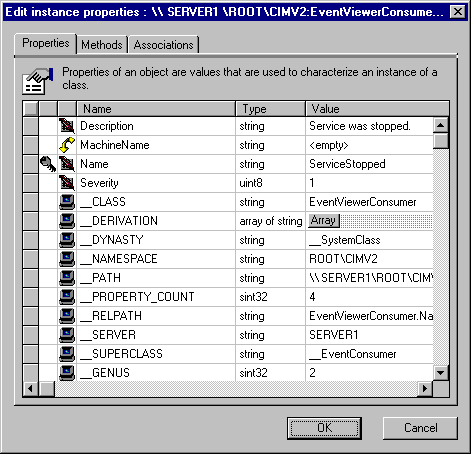 Edit instance properties : \\ SERVER1 \ROOT\CIMV2:EventViewerConsume...
Properties Methods Associations
Properties of an object are values that are used to characterize an instance of a
class.
Name Type Value
Description string Service was stopped.
MachineName string <empty>
Name string ServiceStopped
Severity uint8 1
__CLASS string EventViewerConsumer
__DERIVATION array of string Array
__DYNASTY string __SystemClass
__NAMESPACE string ROOT\CIMV2
__PATH string \\SERVER1\ROOT\CIMV
__PROPERTY_COUNT sint32 4
__RELPATH string EventViewerConsumer.Na
__SERVER string SERVER1
__SUPERCLASS string __EventConsumer
__GENUS sint32 2
OK Cancel